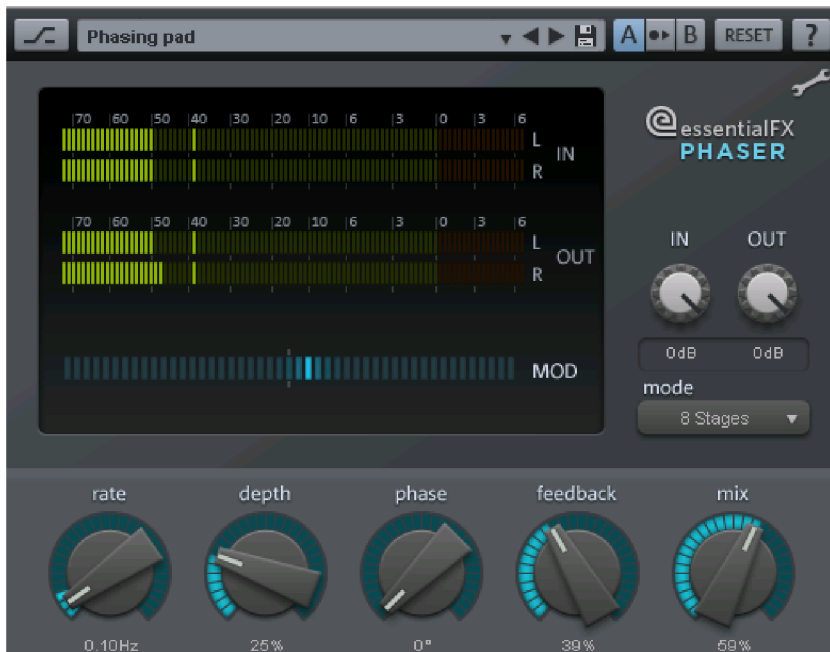 Phasing pad A B RESET ?
70 60 50 40 30 20 10 6 3 0 3 6
L
IN
R
70 60 50 40 30 20 10 6 3 0 3 6
L
OUT
R
MOD
essentialFX
PHASER
IN OUT
0dB 0dB
mode
8 Stages
rate depth phase feedback mix
0.10Hz 25% 0° 39% 59%